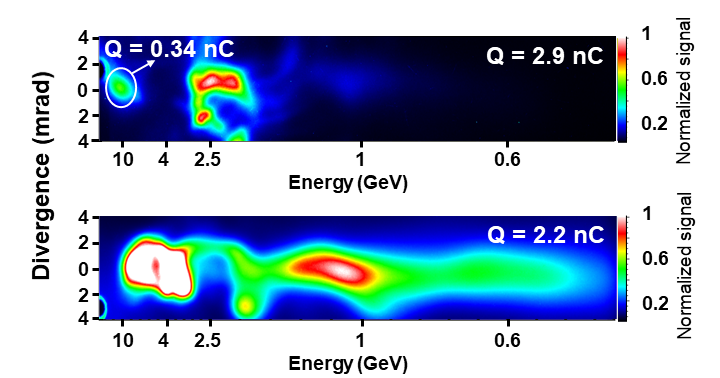 Divergence (mrad)
4
2
0
2
4
Q = 0.34 nC
Q = 2.9 nC
10 4 2.5 1 0.6
Energy (GeV)
1
0.6
0.2
Normalized signal
4
2
0
2
4
Q = 2.2 nC
10 4 2.5 1 0.6
Energy (GeV)
1
0.6
0.2
Normalized signal